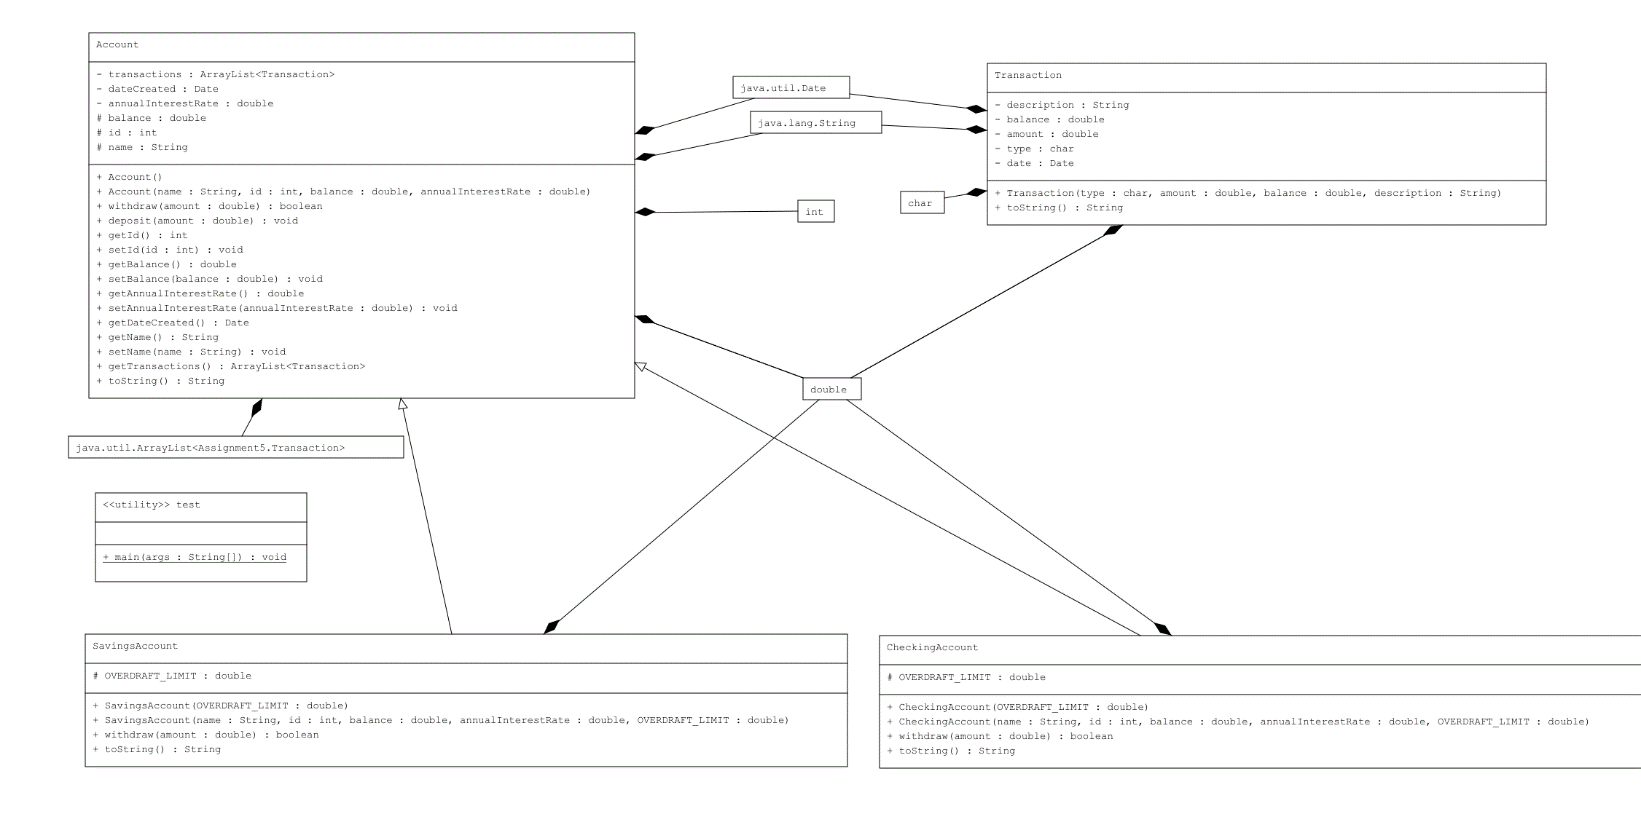 Account
- transactions : ArrayList<Transaction>
- dateCreated : Date
- annualInterestRate : double
# balance : double
# id : int
# name : String
+ Account()
+ Account(name : String, id : int, balance : double, annualInterestRate : double)
+ withdraw(amount : double) : boolean
+ deposit(amount : double) : void
+ getId() : int
+ setId(id : int) : void
+ getBalance() : double
+ setBalance(balance : double) : void
+ getAnnualInterestRate() : double
+ setAnnualInterestRate(annualInterestRate : double) : void
+ getDateCreated() : Date
+ getName() : String
+ setName(name : String) : void
+ getTransactions() : ArrayList<Transaction>
+ toString() : String
java.util.Date
java.lang.String
int
char
double
Transaction
- description : String
- balance : double
- amount : double
- type : char
- date : Date
+ Transaction(type : char, amount : double, balance : double, description : String)
+ toString() : String
java.util.ArrayList<Assignment5.Transaction>
<<utility>> test
+ main(args : String[]) : void
SavingsAccount
# OVERDRAFT_LIMIT : double
+ SavingsAccount(OVERDRAFT_LIMIT : double)
+ SavingsAccount(name : String, id : int, balance : double, annualInterestRate : double, OVERDRAFT_LIMIT : double)
+ withdraw(amount : double) : boolean
+ toString() : String
CheckingAccount
# OVERDRAFT_LIMIT : double
+ CheckingAccount(OVERDRAFT_LIMIT : double)
+ CheckingAccount(name : String, id : int, balance : double, annualInterestRate : double, OVERDRAFT_LIMIT : double)
+ withdraw(amount : double) : boolean
+ toString() : String